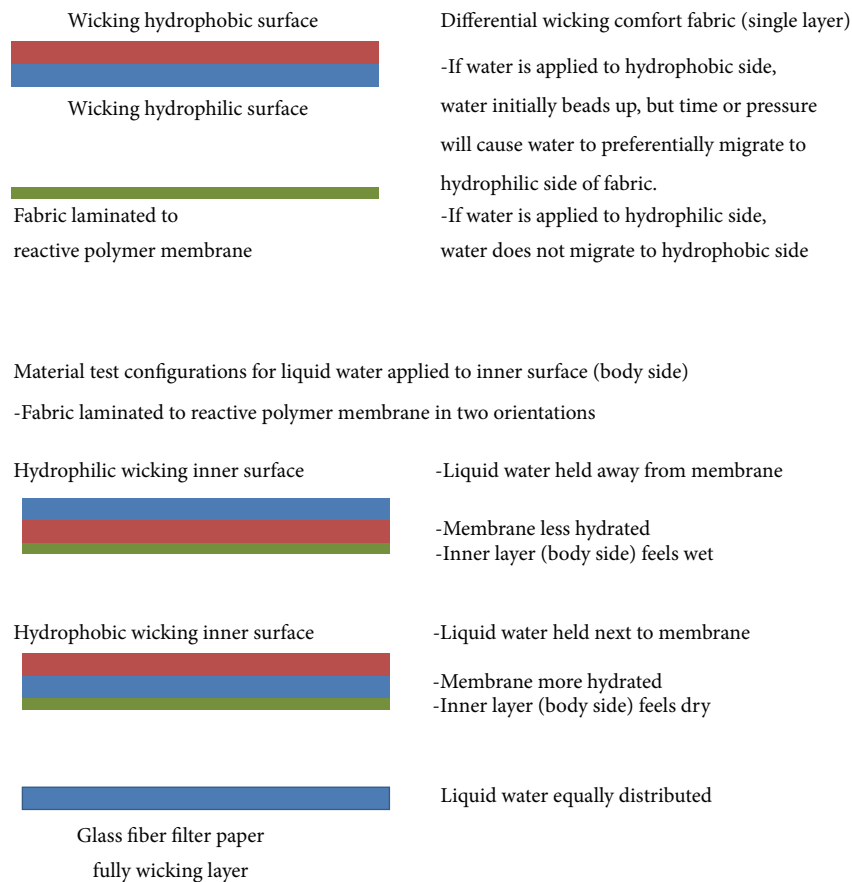 Wicking hydrophobic surface
Wicking hydrophilic surface
Fabric laminated to
reactive polymer membrane
Differential wicking comfort fabric (single layer)
-If water is applied to hydrophobic side,
water initially beads up, but time or pressure
will cause water to preferentially migrate to
hydrophilic side of fabric.
-If water is applied to hydrophilic side,
water does not migrate to hydrophobic side
Material test configurations for liquid water applied to inner surface (body side)
-Fabric laminated to reactive polymer membrane in two orientations
Hydrophilic wicking inner surface
-Liquid water held away from membrane
-Membrane less hydrated
-Inner layer (body side) feels wet
Hydrophobic wicking inner surface
-Liquid water held next to membrane
-Membrane more hydrated
-Inner layer (body side) feels dry
Liquid water equally distributed
Glass fiber filter paper
fully wicking layer